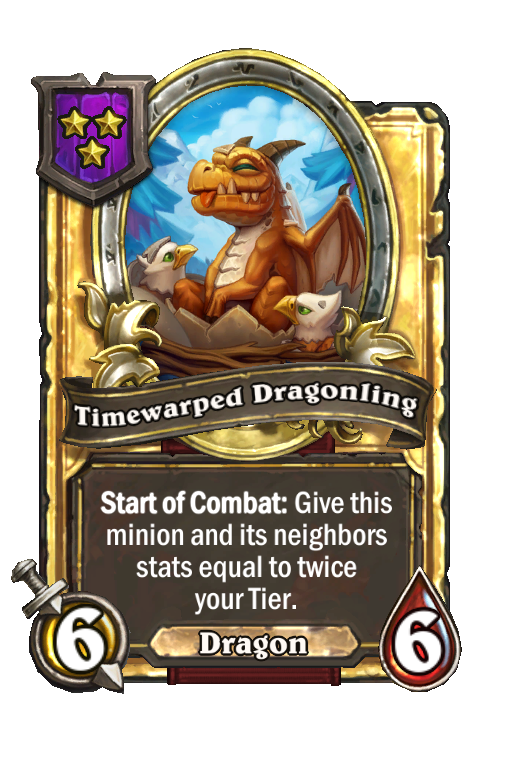 Timewarped Dragonling
Start of Combat: Give this
minion and its neighbors
stats equal to twice
your Tier.
6
Dragon
6